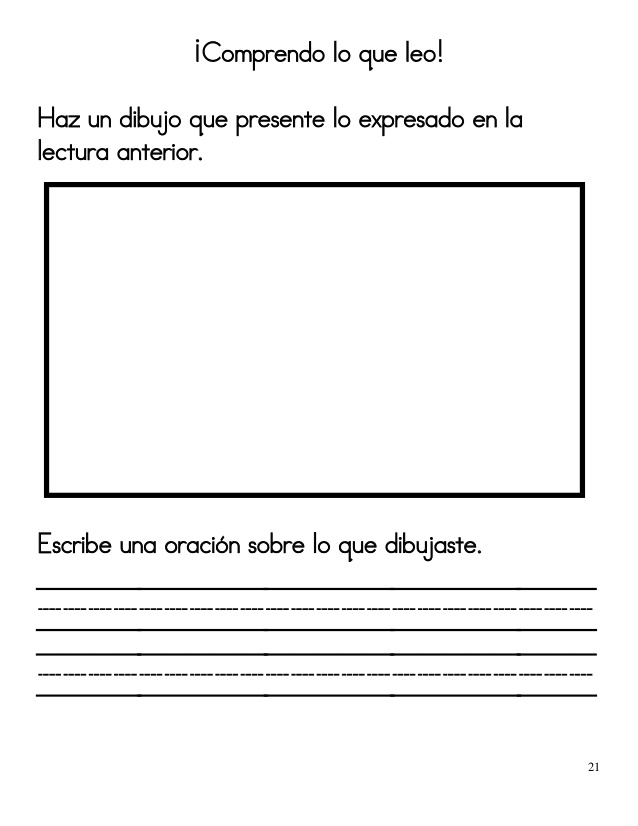 ¡Comprendo lo que leo!
Haz un dibujo que presente lo expresado en la
lectura anterior.
Escribe una oración sobre lo que dibujaste.
21